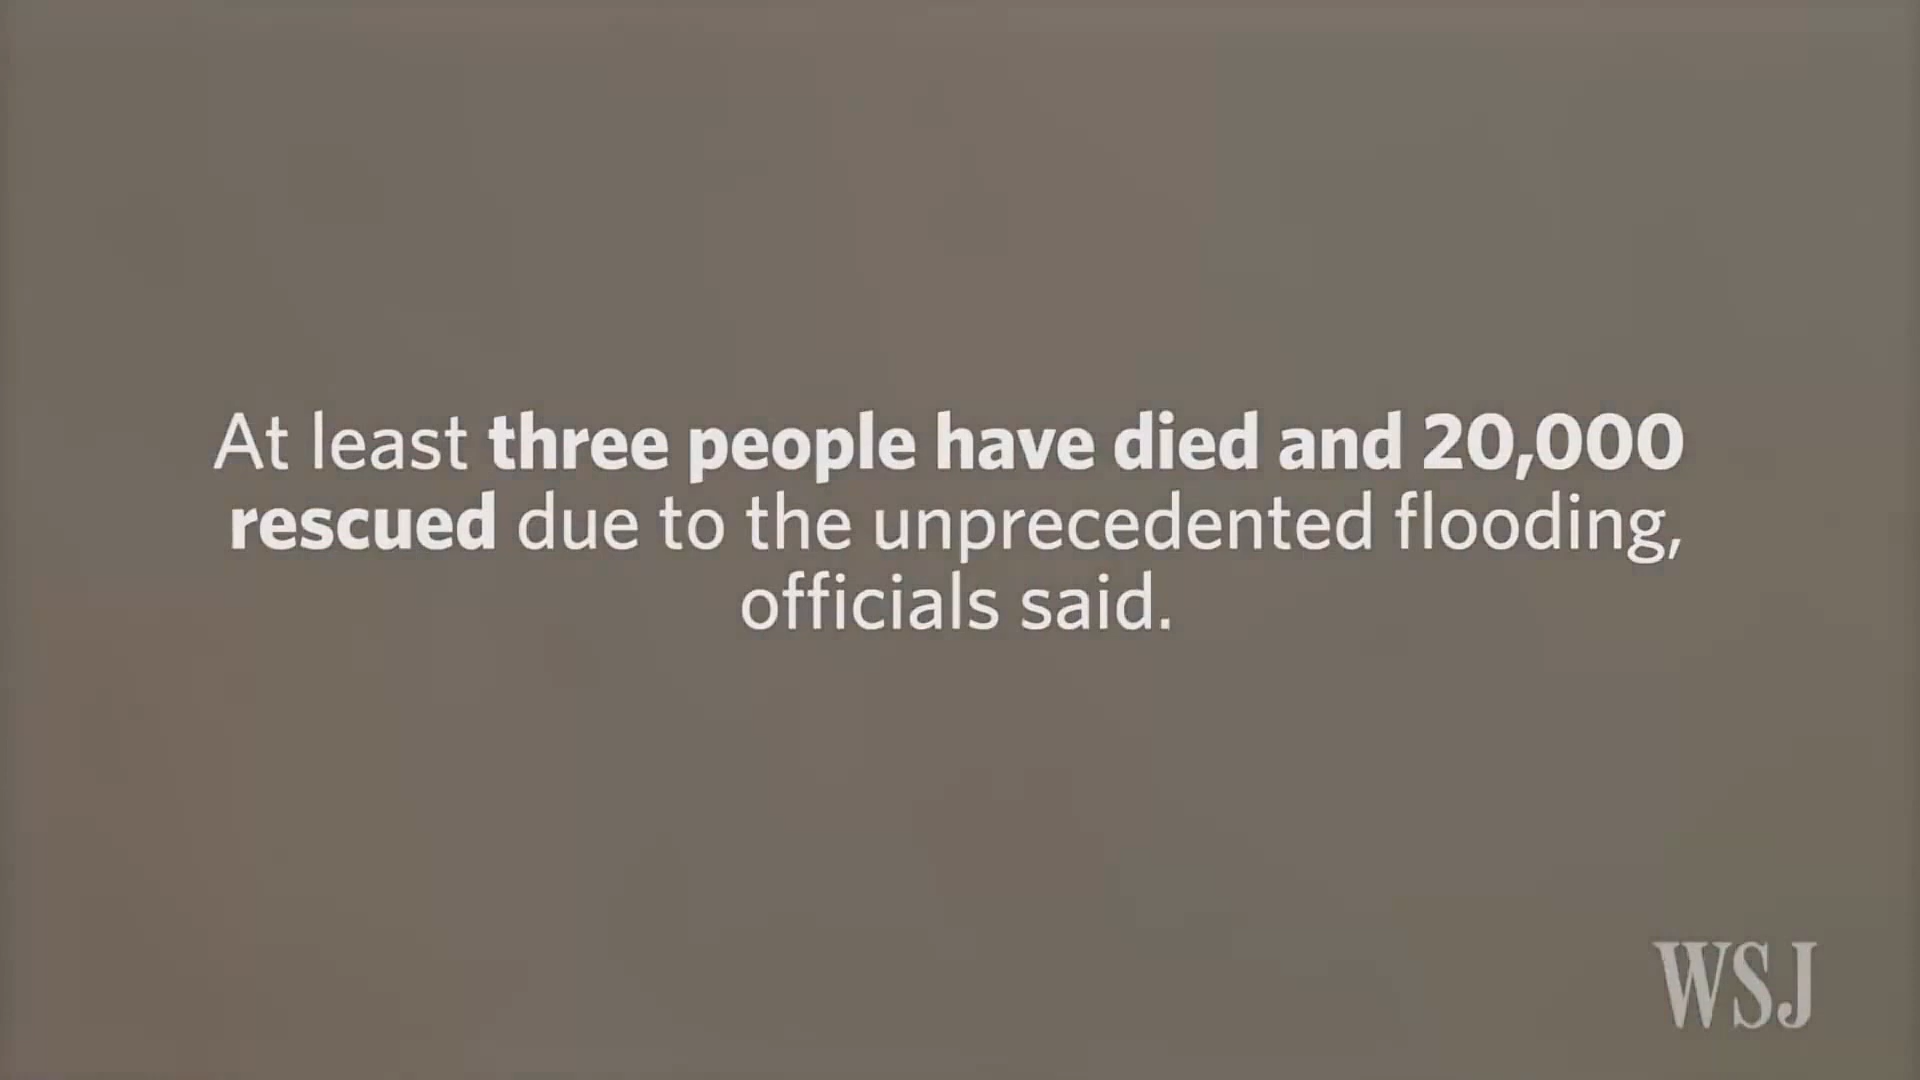 At least three people have died and 20,000
rescued due to the unprecedented flooding,
officials said.
WSJ